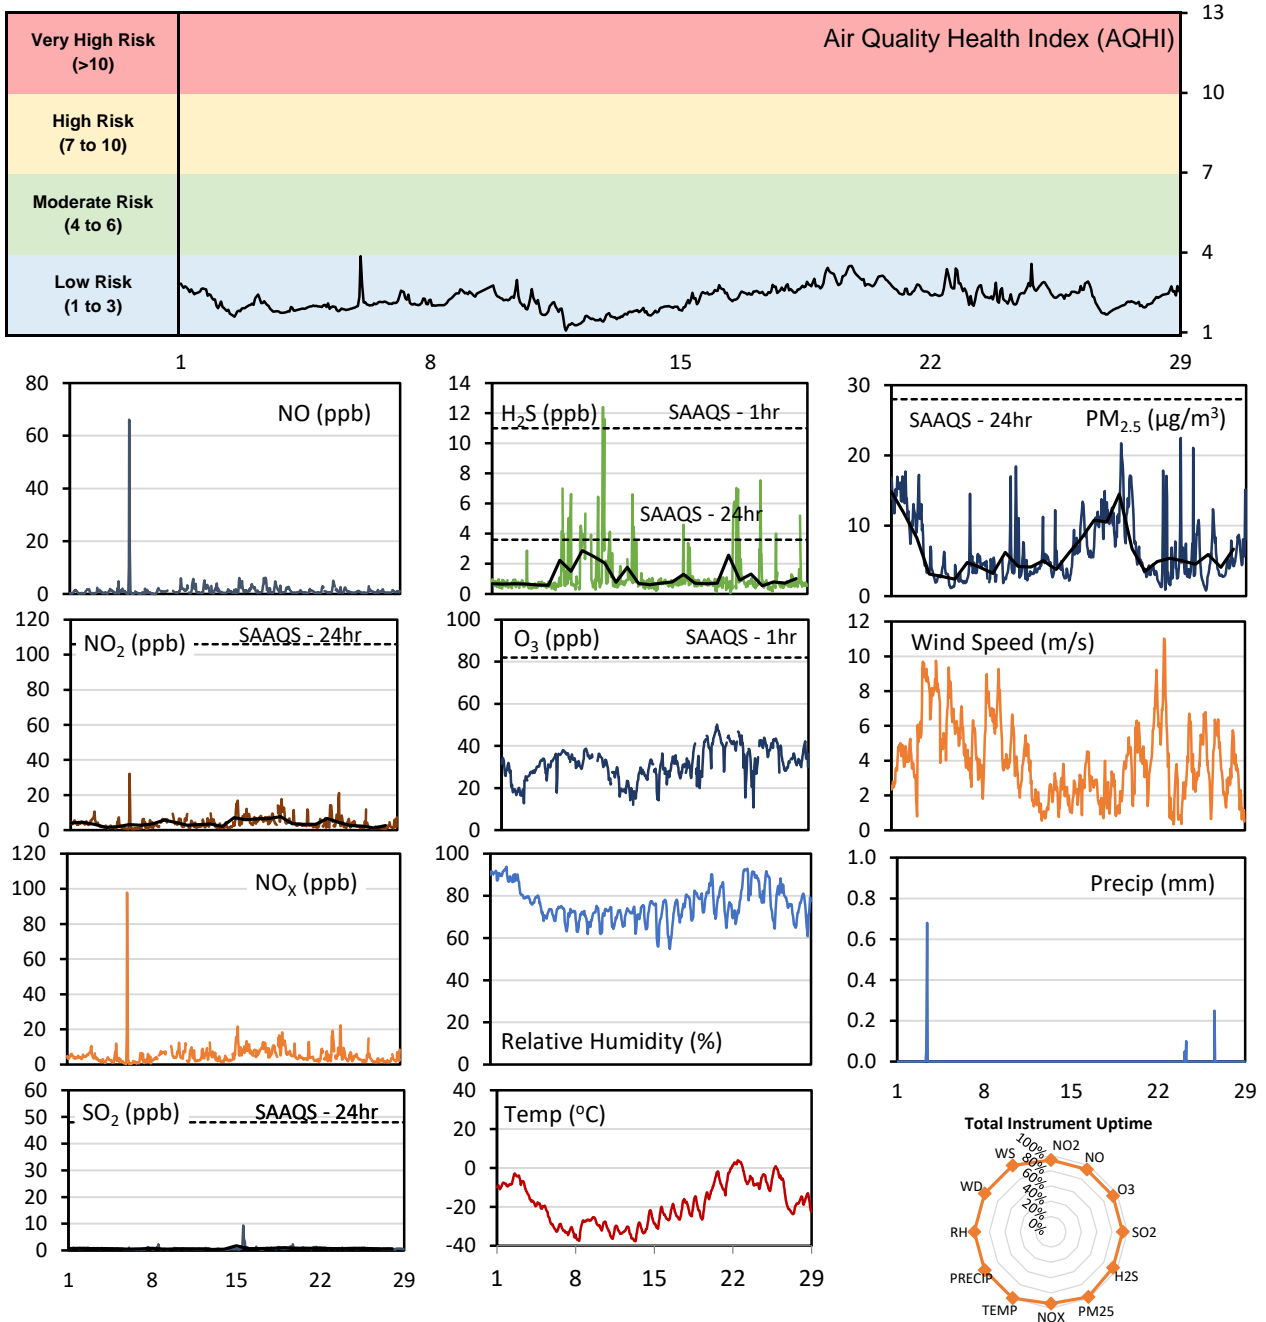 Very High Risk
(>10)
High Risk
(7 to 10)
Moderate Risk
(4 to 6)
Low Risk
(1 to 3)
Air Quality Health Index (AQHI)
13
10
7
4
1
1 8 15 22 29
80
60
40
20
0
NO (ppb)
14
12
10
8
6
4
2
0
H2S (ppb)
SAAQS - 1hr
SAAQS - 24hr
30
20
10
0
SAAQS - 24hr
PM2.5 (µg/m³)
120
100
80
60
40
20
0
NO2 (ppb)
SAAQS - 24hr
100
80
60
40
20
0
O3 (ppb)
SAAQS - 1hr
12
10
8
6
4
2
0
Wind Speed (m/s)
120
100
80
60
40
20
0
NOX (ppb)
100
80
60
40
20
0
Relative Humidity (%)
1.0
0.8
0.6
0.4
0.2
0.0
Precip (mm)
1 8 15 22 29
60
50
40
30
20
10
0
SO2 (ppb)
SAAQS - 24hr
1 8 15 22 29
40
20
0
-20
-40
Temp (°C)
1 8 15 22 29
Total Instrument Uptime
100%
80%
60%
40%
20%
0%
NO2
NO
O3
SO2
H2S
PM25
NOX
TEMP
PRECIP
RH
WD
WS